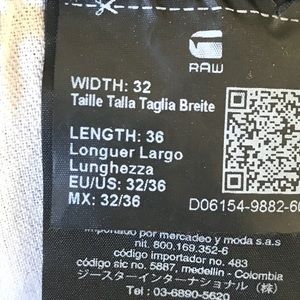 RAW
WIDTH: 32
Taille Talla Taglia Breite
LENGTH: 36
Longuer Largo
Lunghezza
EU/US: 32/36
MX: 32/36
D06154-9882-60
importado por mercadeo y moda s.a.s
nit. 800.169.352-6
código importador no. 483
código sic no. 5887, medellin - Colombia
ジースターインターナショナル（株）
Tel : 03-6890-5620